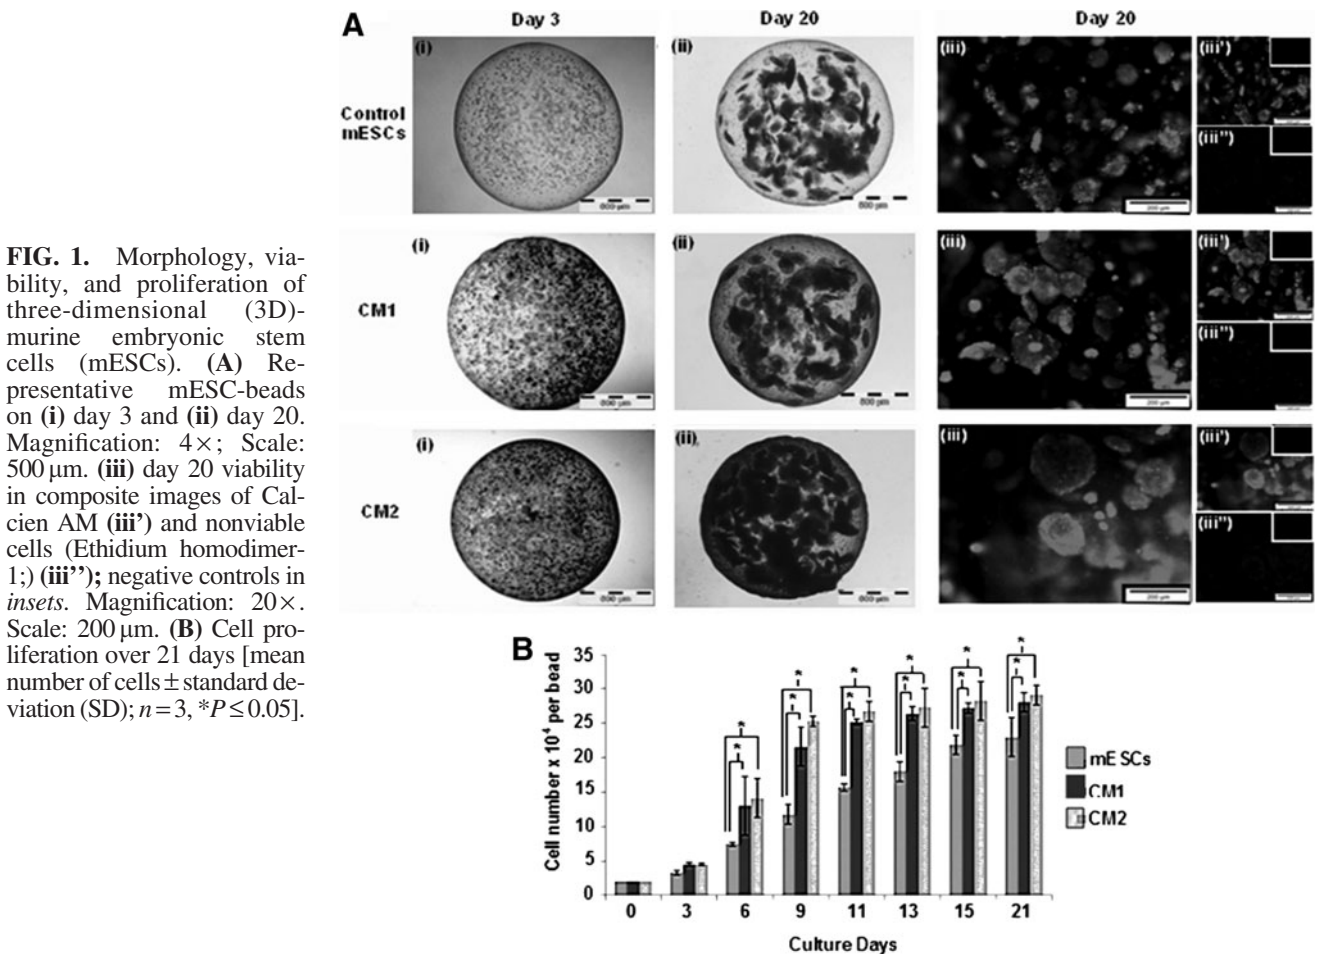 FIG. 1. Morphology, via-
bility, and proliferation of
three-dimensional (3D)-
murine embryonic stem
cells (mESCs). (A) Re-
presentative mESC-beads
on (i) day 3 and (ii) day 20.
Magnification: 4×; Scale:
500 μm. (iii) day 20 viability
in composite images of Cal-
cien AM (iii') and nonviable
cells (Ethidium homodimer-
1;) (iii''); negative controls in
insets. Magnification: 20×.
Scale: 200 μm. (B) Cell pro-
liferation over 21 days [mean
number of cells ± standard de-
viation (SD); n = 3, *P ≤ 0.05].
A
Day 3
Day 20
Day 20
Control
mESCs
(i)
(ii)
(iii)
(iii')
(iii'')
200 μm
CM1
(i)
(ii)
(iii)
(iii')
(iii'')
200 μm
CM2
(i)
(ii)
(iii)
(iii')
(iii'')
200 μm
B
Cell number x 10⁴ per bead
35
30
25
20
15
10
5
0
* * * * * * * * * * * *
0 3 6 9 11 13 15 21
Culture Days
mESCs
CM1
CM2